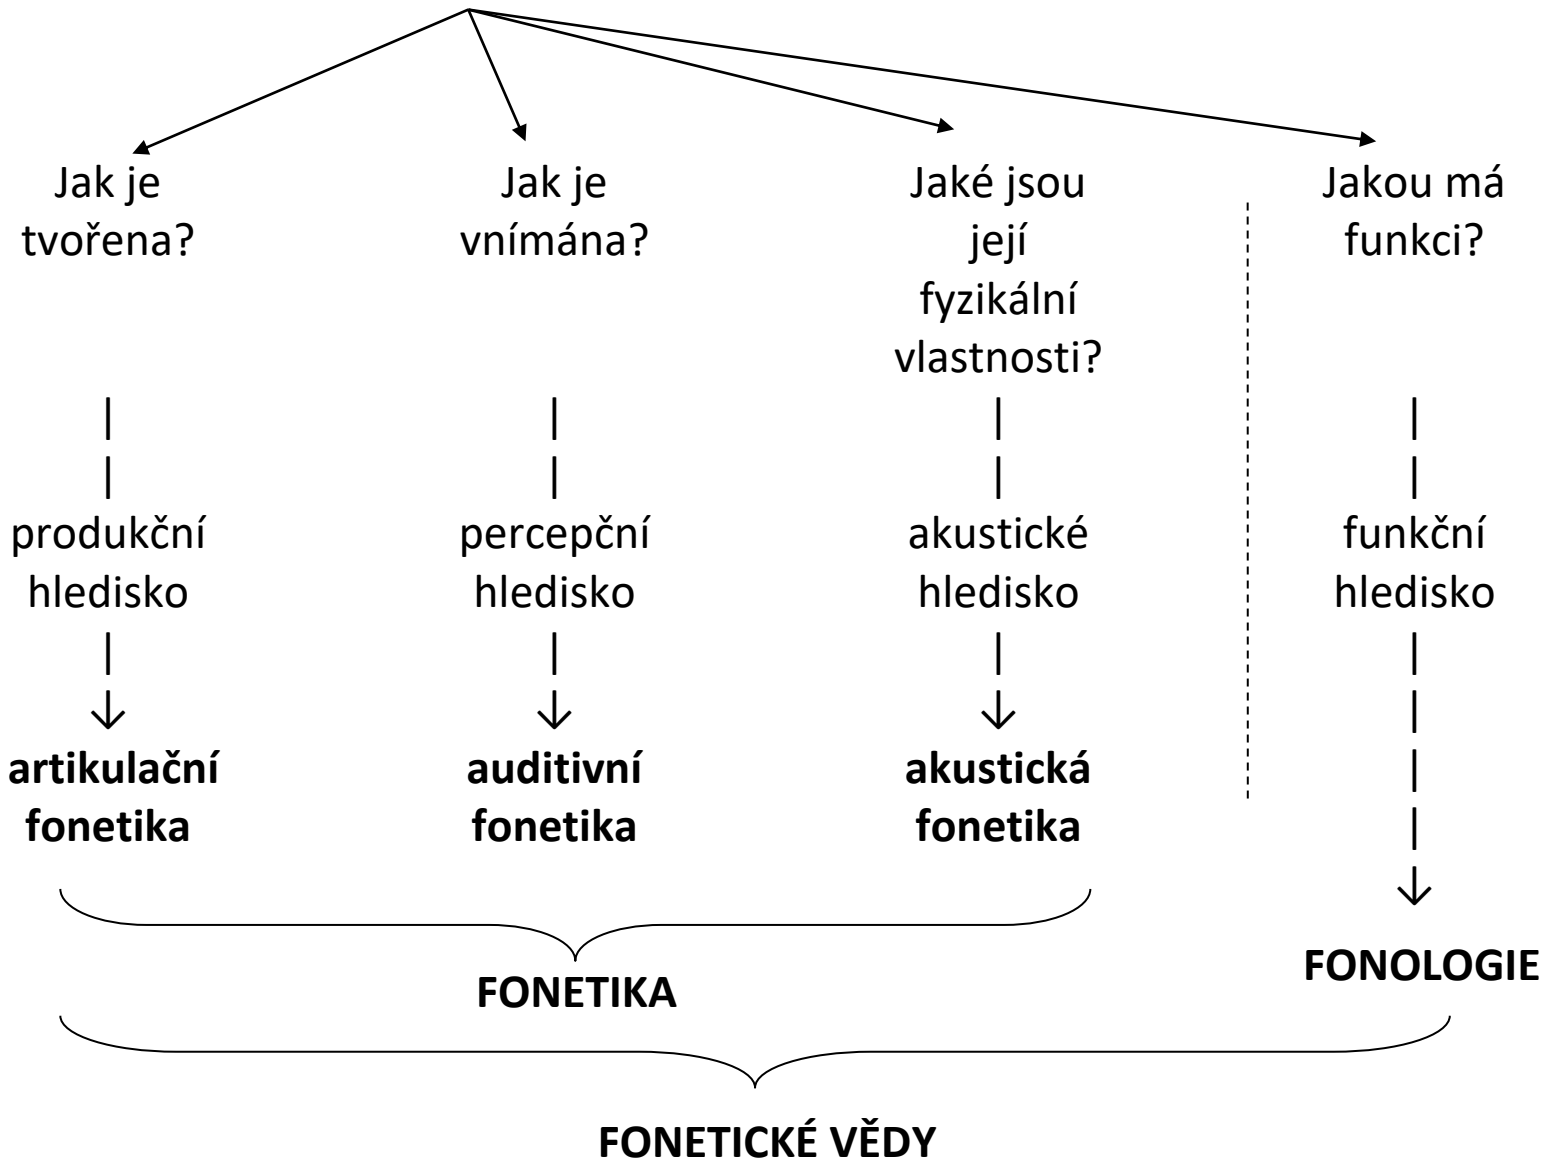 Jak je
tvořena?
Jak je
vnímána?
Jaké jsou
její
fyzikální
vlastnosti?
Jakou má
funkci?
produkční
hledisko
percepční
hledisko
akustické
hledisko
funkční
hledisko
artikulační
fonetika
auditivní
fonetika
akustická
fonetika
FONETIKA
FONOLOGIE
FONETICKÉ VĚDY